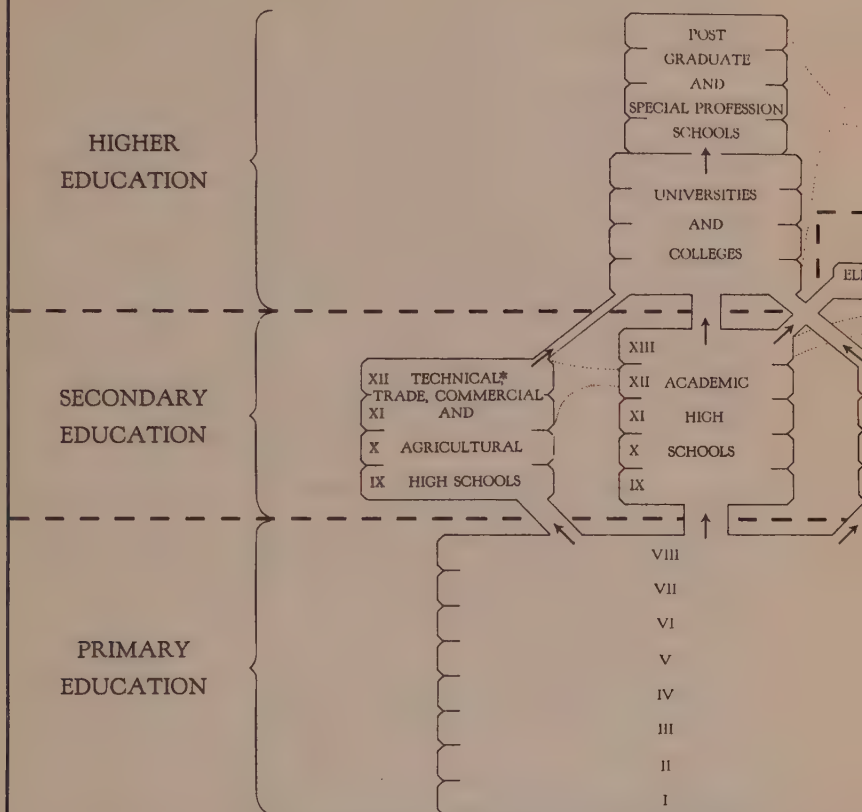 POST
GRADUATE
AND
SPECIAL PROFESSION
SCHOOLS
HIGHER
EDUCATION
UNIVERSITIES
AND
COLLEGES
XIII
XII TECHNICAL,* 
TRADE, COMMERCIAL
XI AND
X AGRICULTURAL
IX HIGH SCHOOLS
XII ACADEMIC
XI HIGH
X SCHOOLS
IX
SECONDARY
EDUCATION
VIII
VII
VI
V
IV
III
II
I
PRIMARY
EDUCATION